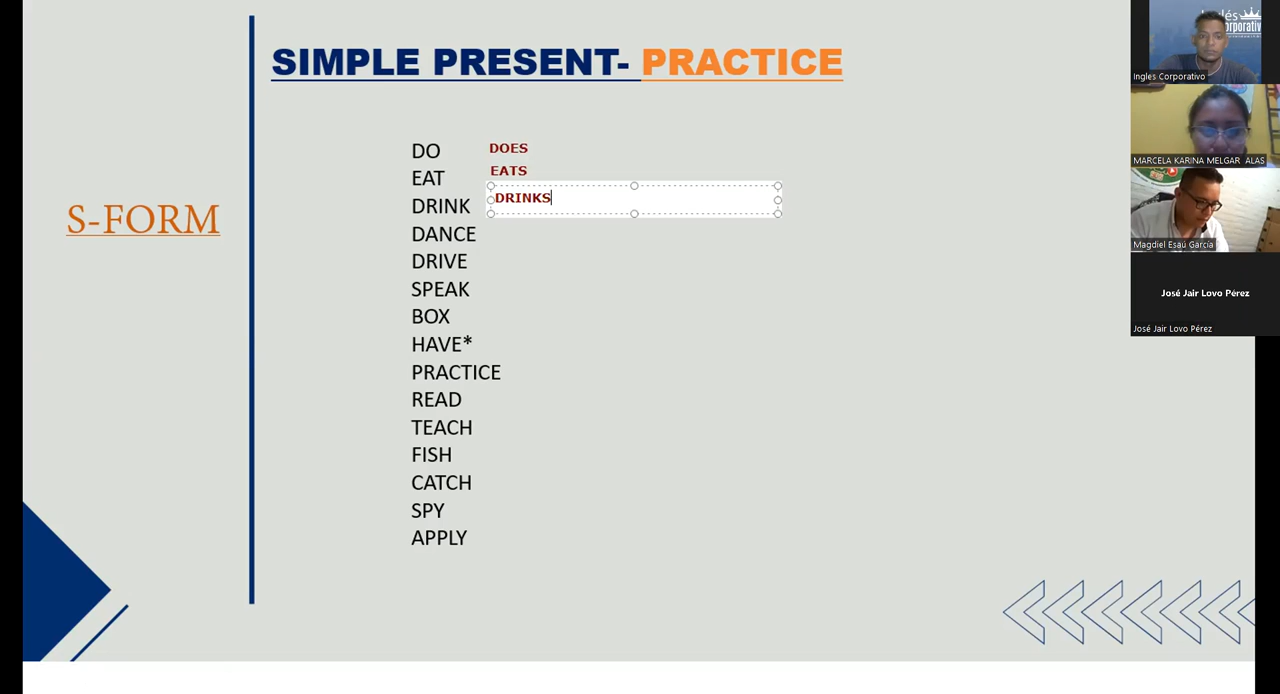 SIMPLE PRESENT- PRACTICE
S-FORM
DO DOES
EAT EATS
DRINK DRINKS
DANCE
DRIVE
SPEAK
BOX
HAVE*
PRACTICE
READ
TEACH
FISH
CATCH
SPY
APPLY
Ingles Corporativo
MARCELA KARINA MELGAR ALAS
Magdiel Esaú García
José Jair Lovo Pérez
José Jair Lovo Pérez